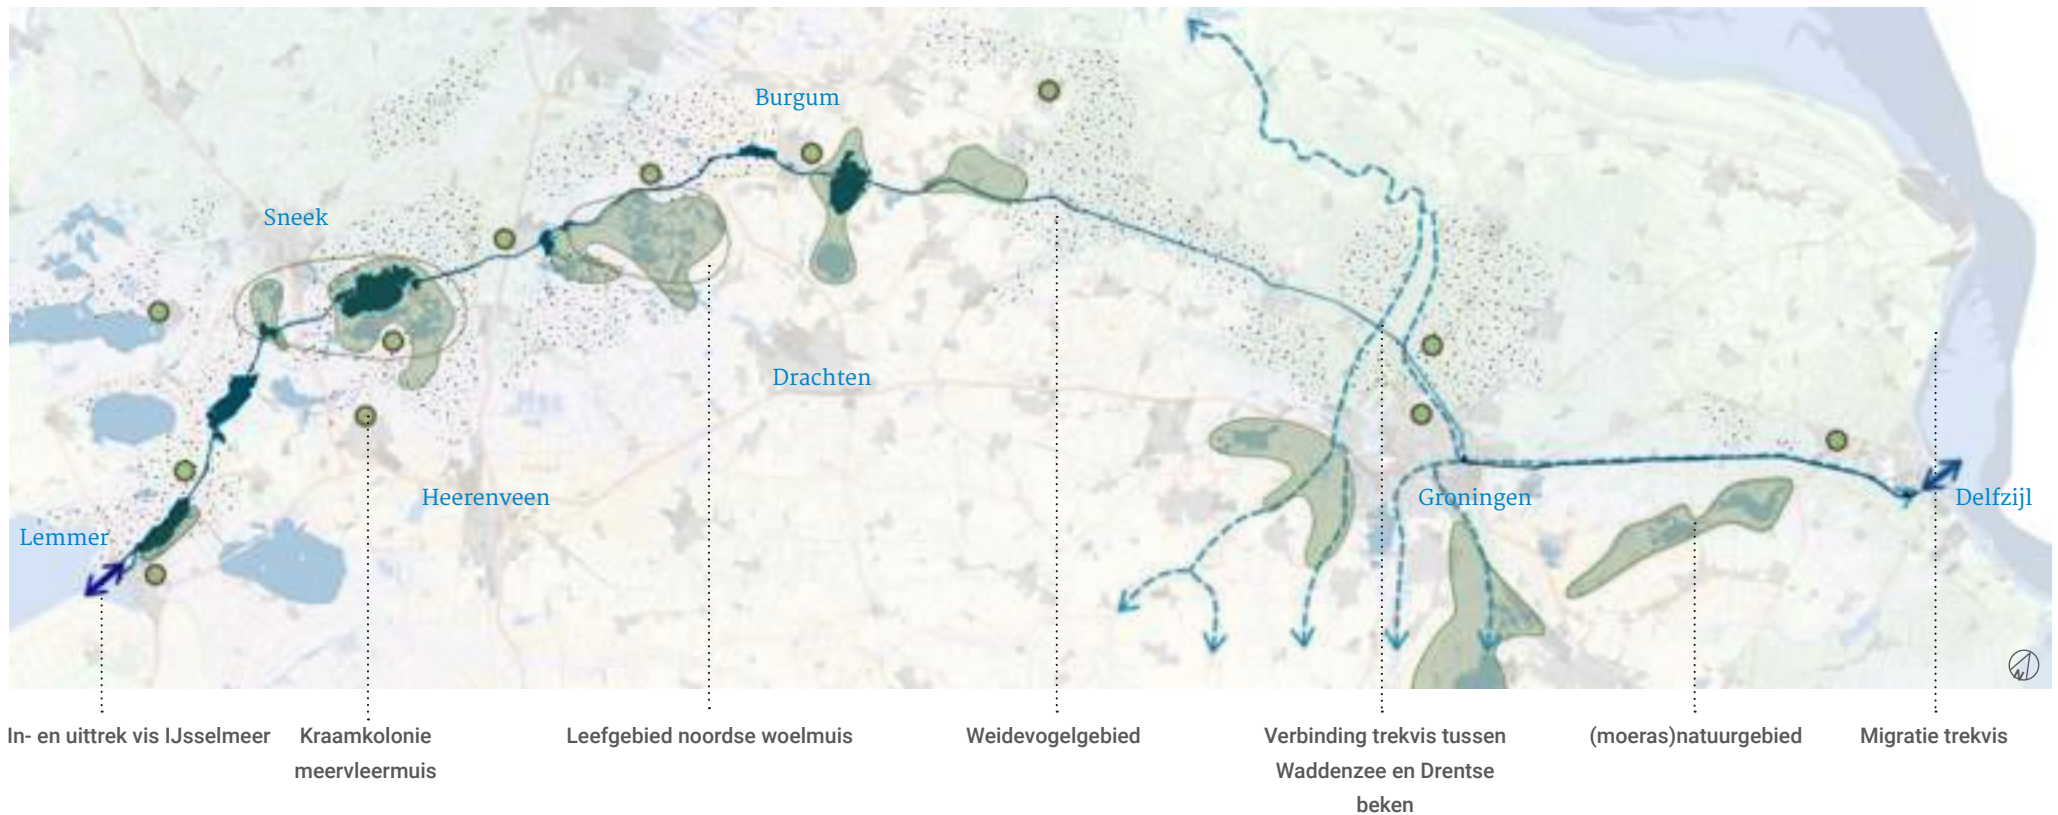 Burgum
Sneek
Drachten
Heerenveen
Groningen
Lemmer
Delfzijl
N
In- en uittrek vis IJsselmeer
Kraamkolonie
meervleermuis
Leefgebied noordse woelmuis
Weidevogelgebied
Verbinding trekvis tussen
Waddenzee en Drentse
beken
(moeras)natuurgebied
Migratie trekvis